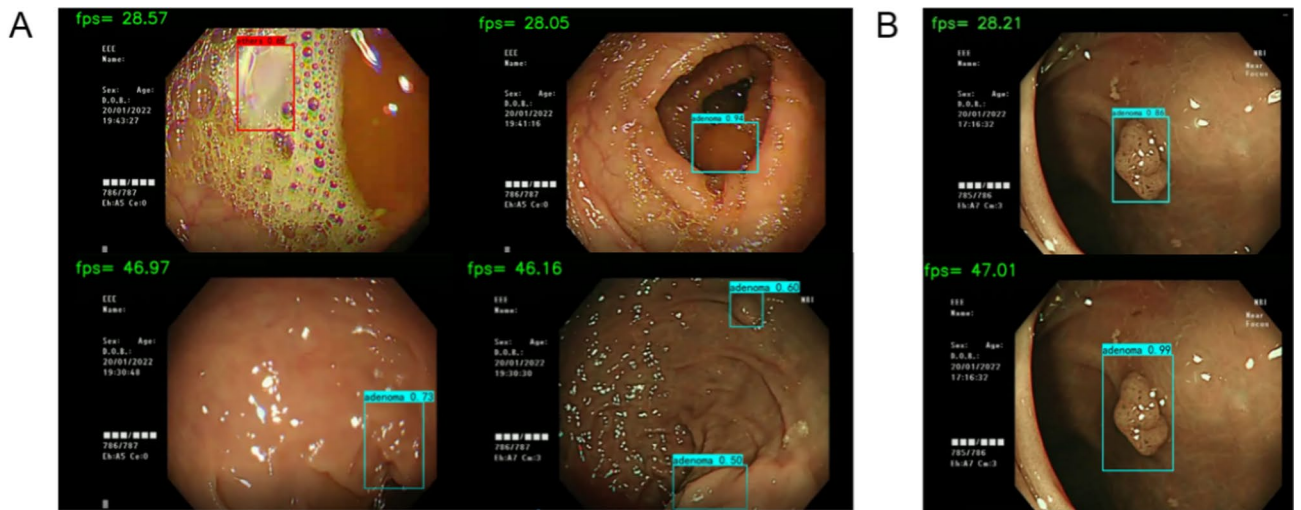 A
fps= 28.57
EEE
Name:
Sex: Age:
D.O.B.:
20/01/2022
19:43:27
786/787
Eh:A5 Ce:0
fps= 28.05
adenoma 0.94
EEE
Name:
Sex: Age:
D.O.B.:
20/01/2022
19:41:16
786/787
Eh:A5 Ce:0
fps= 46.97
EEE
Name:
Sex: Age:
D.O.B.:
20/01/2022
19:30:48
adenoma 0.73
786/787
Eh:A5 Ce:0
fps= 46.16
adenoma 0.60
EEE
NBI
Name:
Sex: Age:
D.O.B.:
20/01/2022
19:30:30
786/787
Eh:A7 Cm:3
adenoma 0.50
B
fps= 28.21
EEE
NBI
Name:
Near
Focus
Sex: Age:
D.O.B.:
20/01/2022
17:16:32
adenoma 0.86
785/786
Eh:A7 Cm:3
fps= 47.01
EEE
NBI
Name:
Near
Focus
Sex: Age:
D.O.B.:
20/01/2022
17:16:32
adenoma 0.99
785/786
Eh:A7 Cm:3